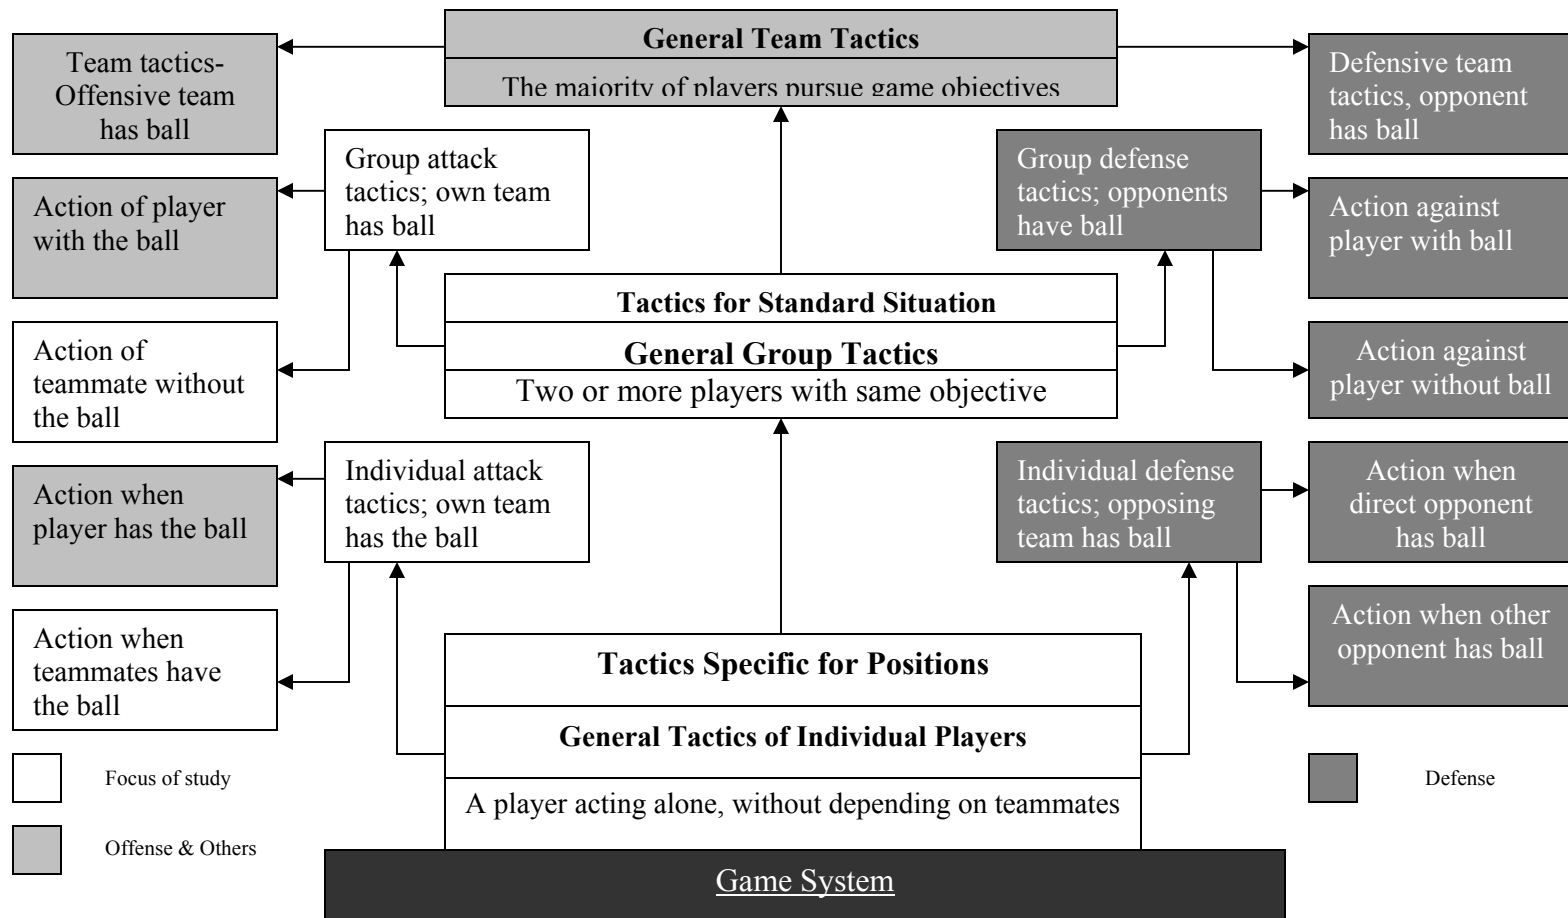 General Team Tactics
The majority of players pursue game objectives
Team tactics-
Offensive team
has ball
Defensive team
tactics, opponent
has ball
Group attack
tactics; own team
has ball
Group defense
tactics; opponents
have ball
Action of player
with the ball
Action against
player with ball
Tactics for Standard Situation
General Group Tactics
Two or more players with same objective
Action of
teammate without
the ball
Action against
player without ball
Individual attack
tactics; own team
has the ball
Individual defense
tactics; opposing
team has ball
Action when
player has the ball
Action when
direct opponent
has ball
Action when
teammates have
the ball
Action when other
opponent has ball
Tactics Specific for Positions
General Tactics of Individual Players
A player acting alone, without depending on teammates
Focus of study
Defense
Offense & Others
Game System